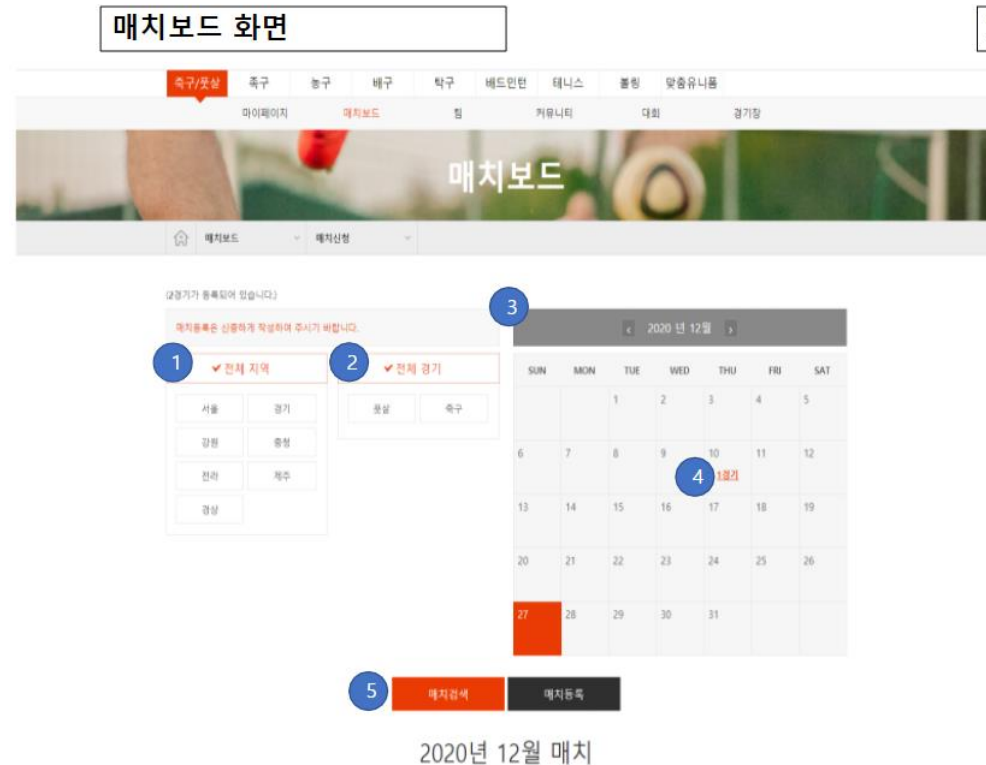 매치보드 화면
축구/풋살 족구 농구 배구 탁구 배드민턴 테니스 볼링 맞춤유니폼
마이페이지 매치보드 팀 커뮤니티 대회 경기장
매치보드
매치보드 매치신청
경기가 등록되어 있습니다.)
매치등록은 신중하게 작성하여 주시기 바랍니다.
3
2020 년 12월
1 전체 지역
2 전체 경기
SUN MON TUE WED THU FRI SAT
서울 경기
풋살 축구
강원 충청
전라 제주
경상
1 2 3 4 5
6 7 8 9 10 11 12
4 1경기
13 14 15 16 17 18 19
20 21 22 23 24 25 26
27 28 29 30 31
5 매치검색 매치등록
2020년 12월 매치